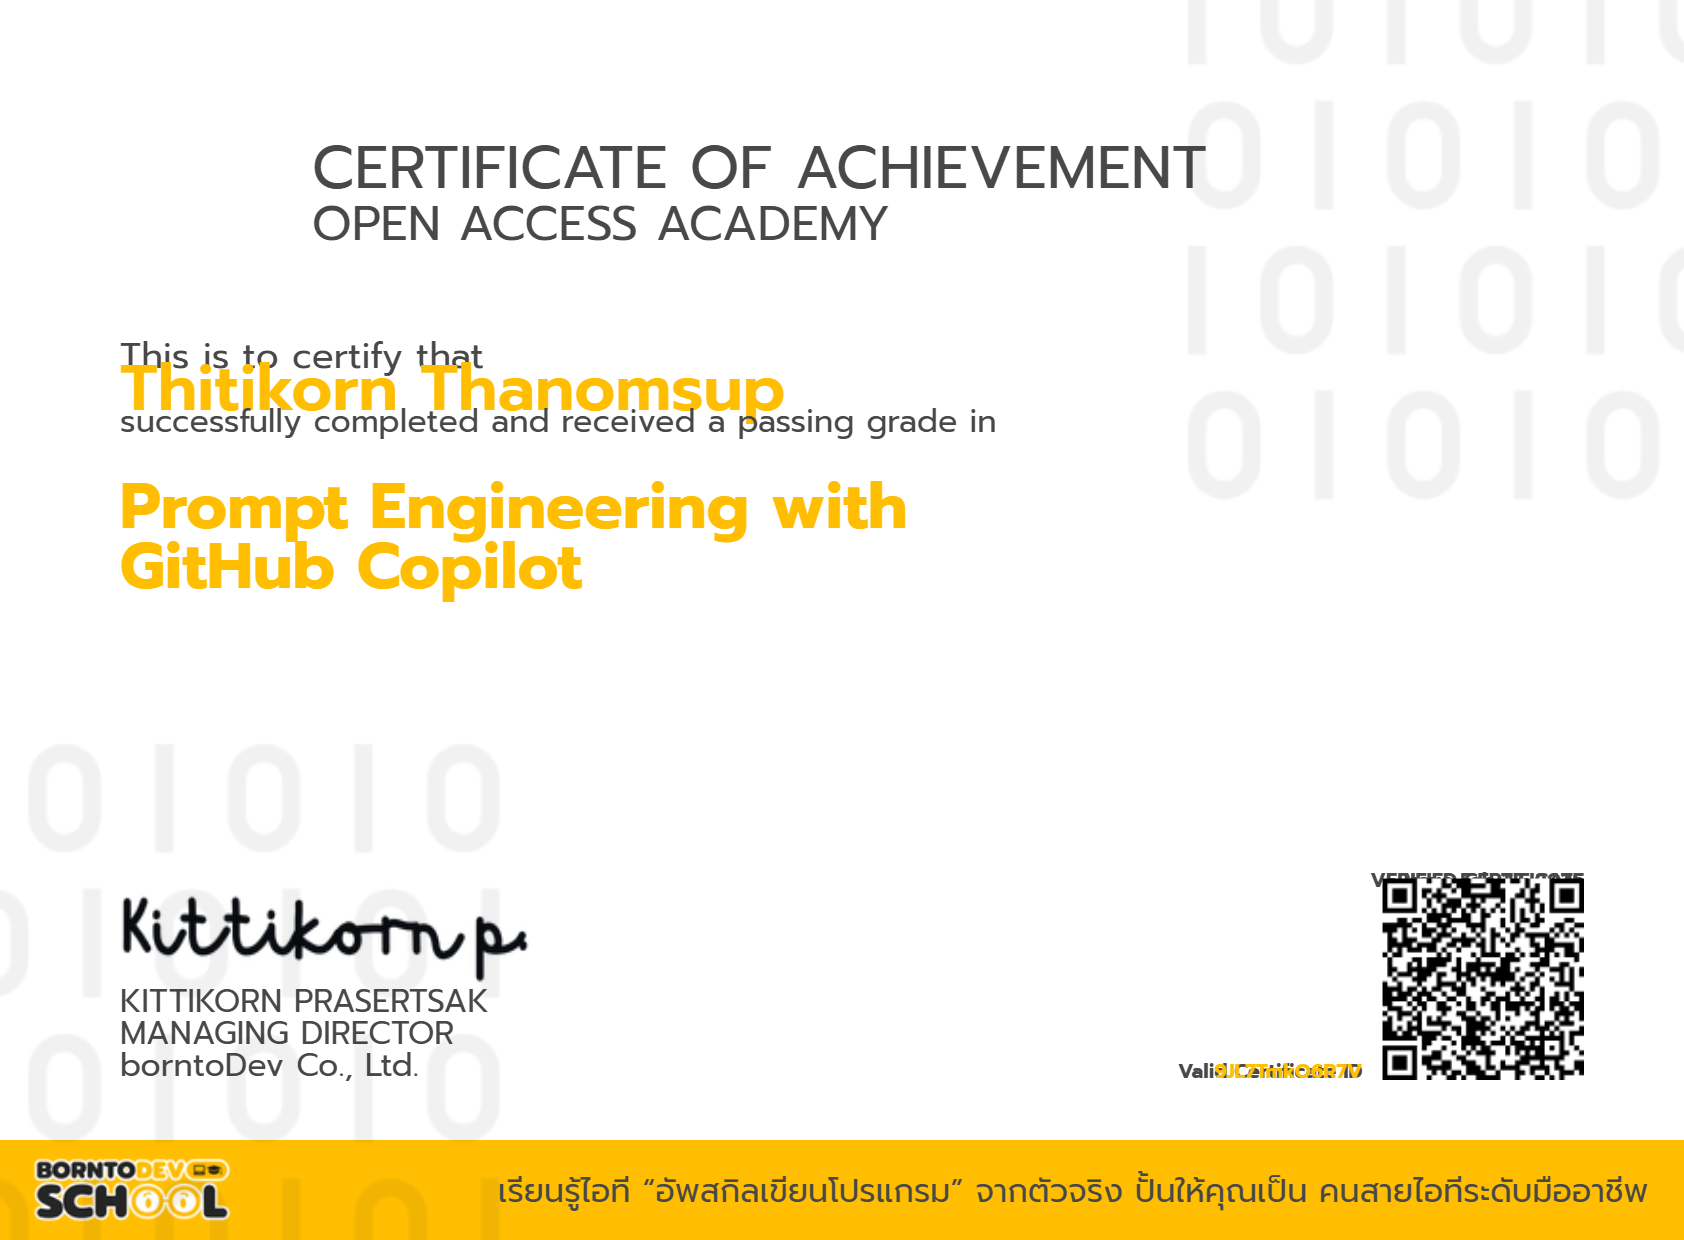 CERTIFICATE OF ACHIEVEMENT
OPEN ACCESS ACADEMY
This is to certify that
Thitikorn Thanomsup
successfully completed and received a passing grade in
Prompt Engineering with
GitHub Copilot
Kittikorn p.
KITTIKORN PRASERTSAK
MANAGING DIRECTOR
borntoDev Co., Ltd.
Valid Certificate ID
BORNTODEV
SCHOOL
เรียนรู้ไอที “อัพสกิลเขียนโปรแกรม” จากตัวจริง ปั้นให้คุณเป็น คนสายไอทีระดับมืออาชีพ